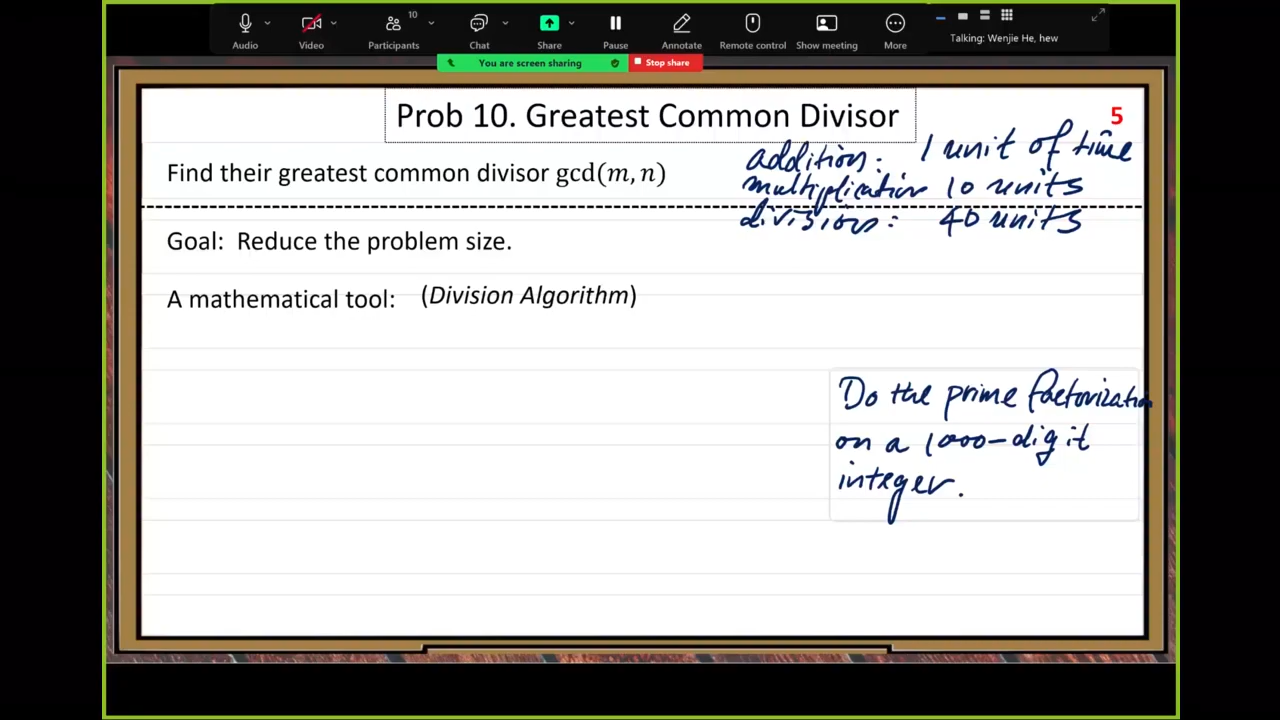 Audio
Video
Participants
10
Chat
Share
Pause
Annotate
Remote control
Show meeting
More
Talking: Wenjie He, hew
You are screen sharing
Stop share
Prob 10. Greatest Common Divisor
5
Find their greatest common divisor gcd(m, n)
addition: 1 unit of time
multiplication 10 units
division: 40 units
Goal: Reduce the problem size.
A mathematical tool: (Division Algorithm)
Do the prime factorization
on a 1000-digit
integer.